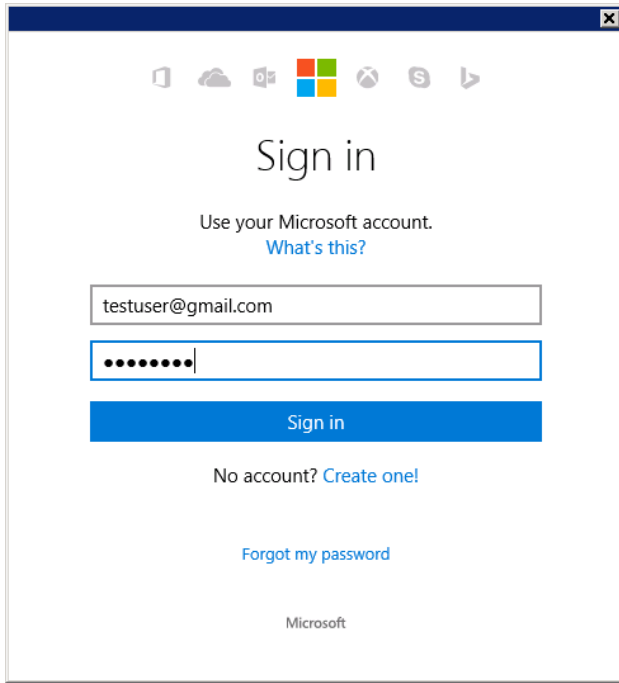 Sign in
Use your Microsoft account.
What's this?
testuser@gmail.com
••••••••
Sign in
No account? Create one!
Forgot my password
Microsoft